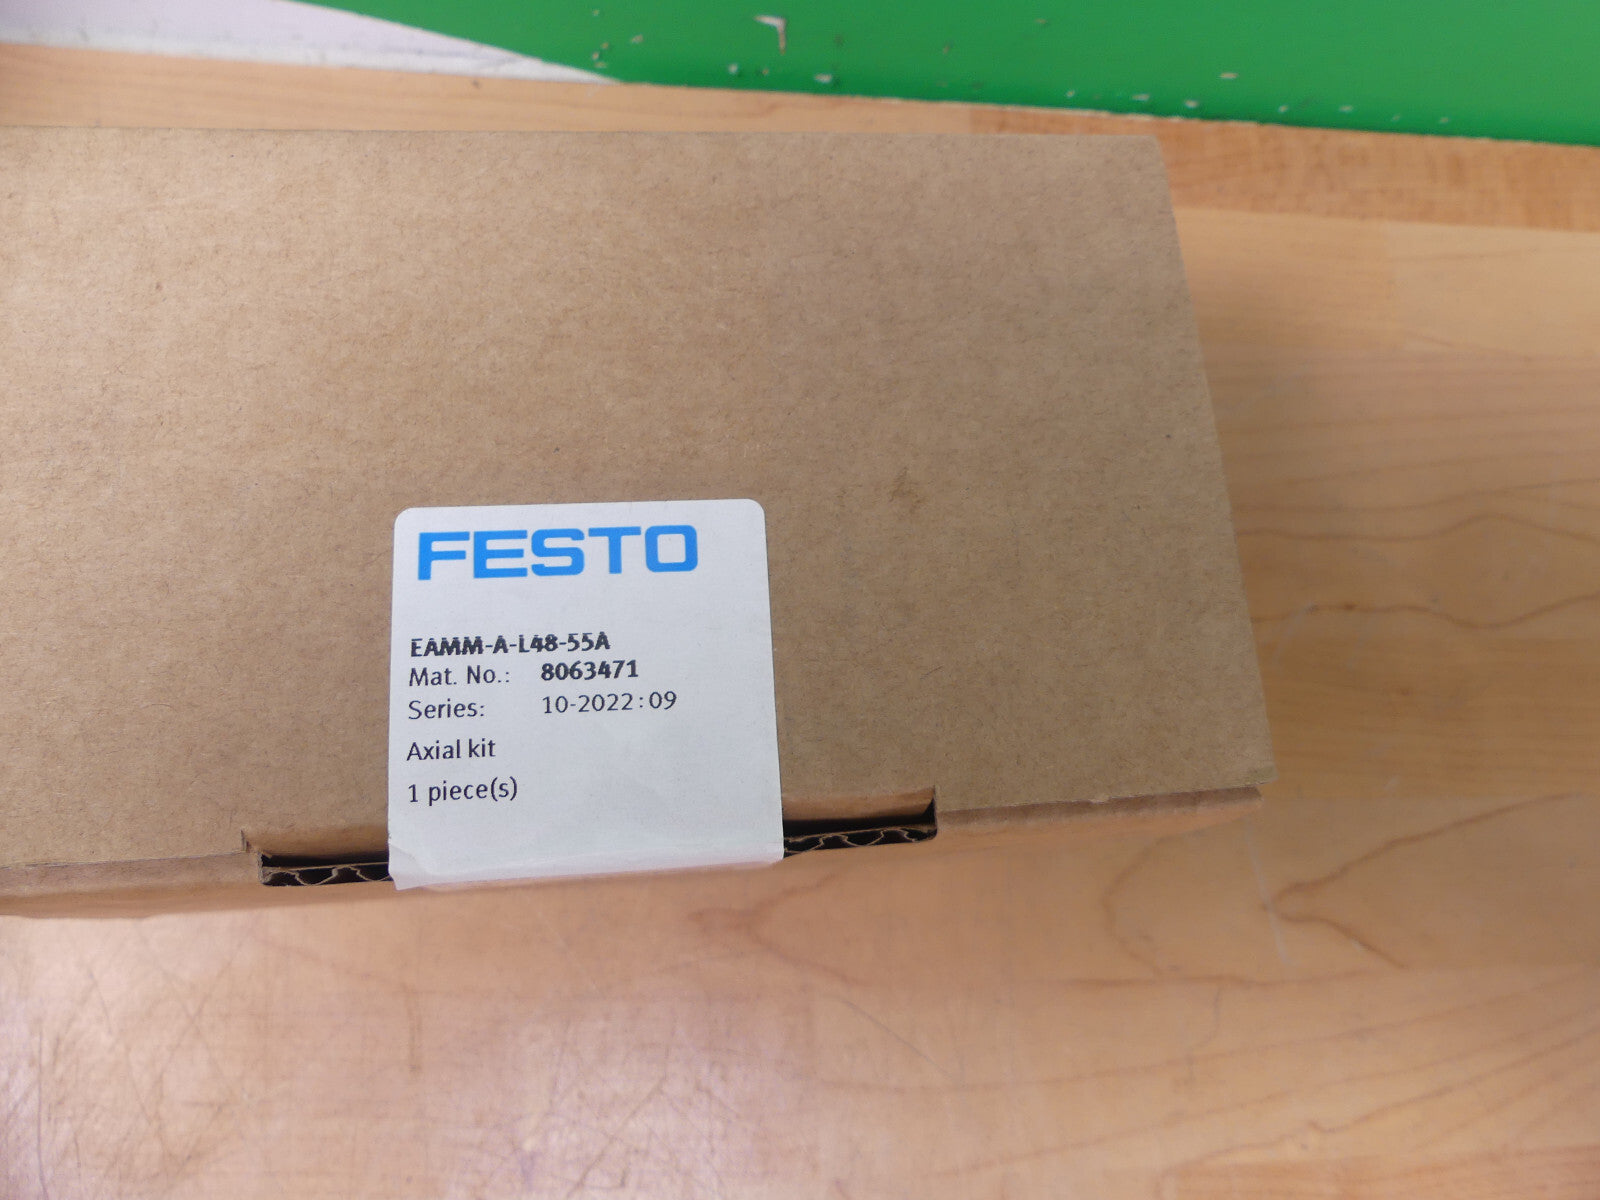 FESTO
EAMM-A-L48-55A
Mat. No.: 8063471
Series: 10-2022:09
Axial kit
1 piece(s)